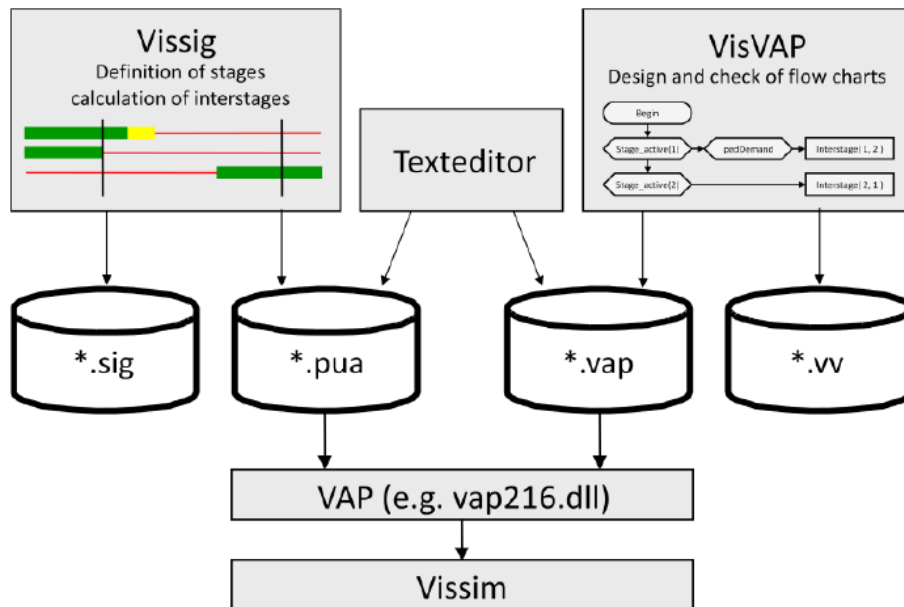 Vissig
Definition of stages
calculation of interstages
Texteditor
VisVAP
Design and check of flow charts
Begin
Stage_active(1)
pedDemand
Interstage( 1, 2 )
Stage_active(2)
Interstage( 2, 1 )
*.sig
*.pua
*.vap
*.vv
VAP (e.g. vap216.dll)
Vissim